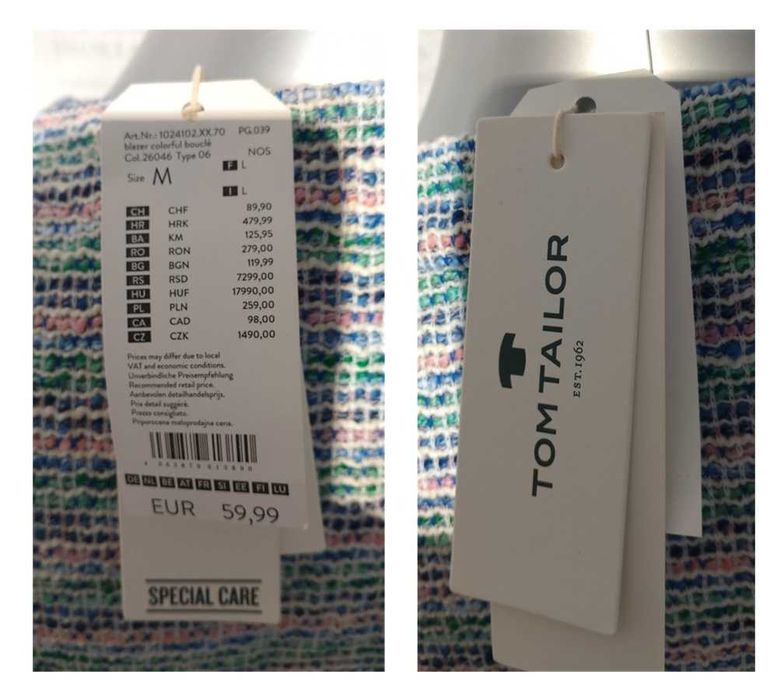 Art.Nr.: 1024102.XX.70 PG.039
blazer colorful bouclé
Col.26046 Type 06 NOS
Size M F L
I L
CH CHF 89,90
HR HRK 479,99
BA KM 125,95
RO RON 279,00
BG BGN 119,99
RS RSD 7299,00
HU HUF 17990,00
PL PLN 259,00
CA CAD 98,00
CZ CZK 1490,00
Prices may differ due to local
VAT and economic conditions.
Unverbindliche Preisempfehlung
Recommended retail price.
Aanbevolen detailhandelsprijs.
Prix detail suggéré.
Prezzo consigliato.
Priporocena maloprodajna cena.
DE NL BE AT FR SI EE FI LU
EUR 59,99
SPECIAL CARE
TOM TAILOR
EST.1962